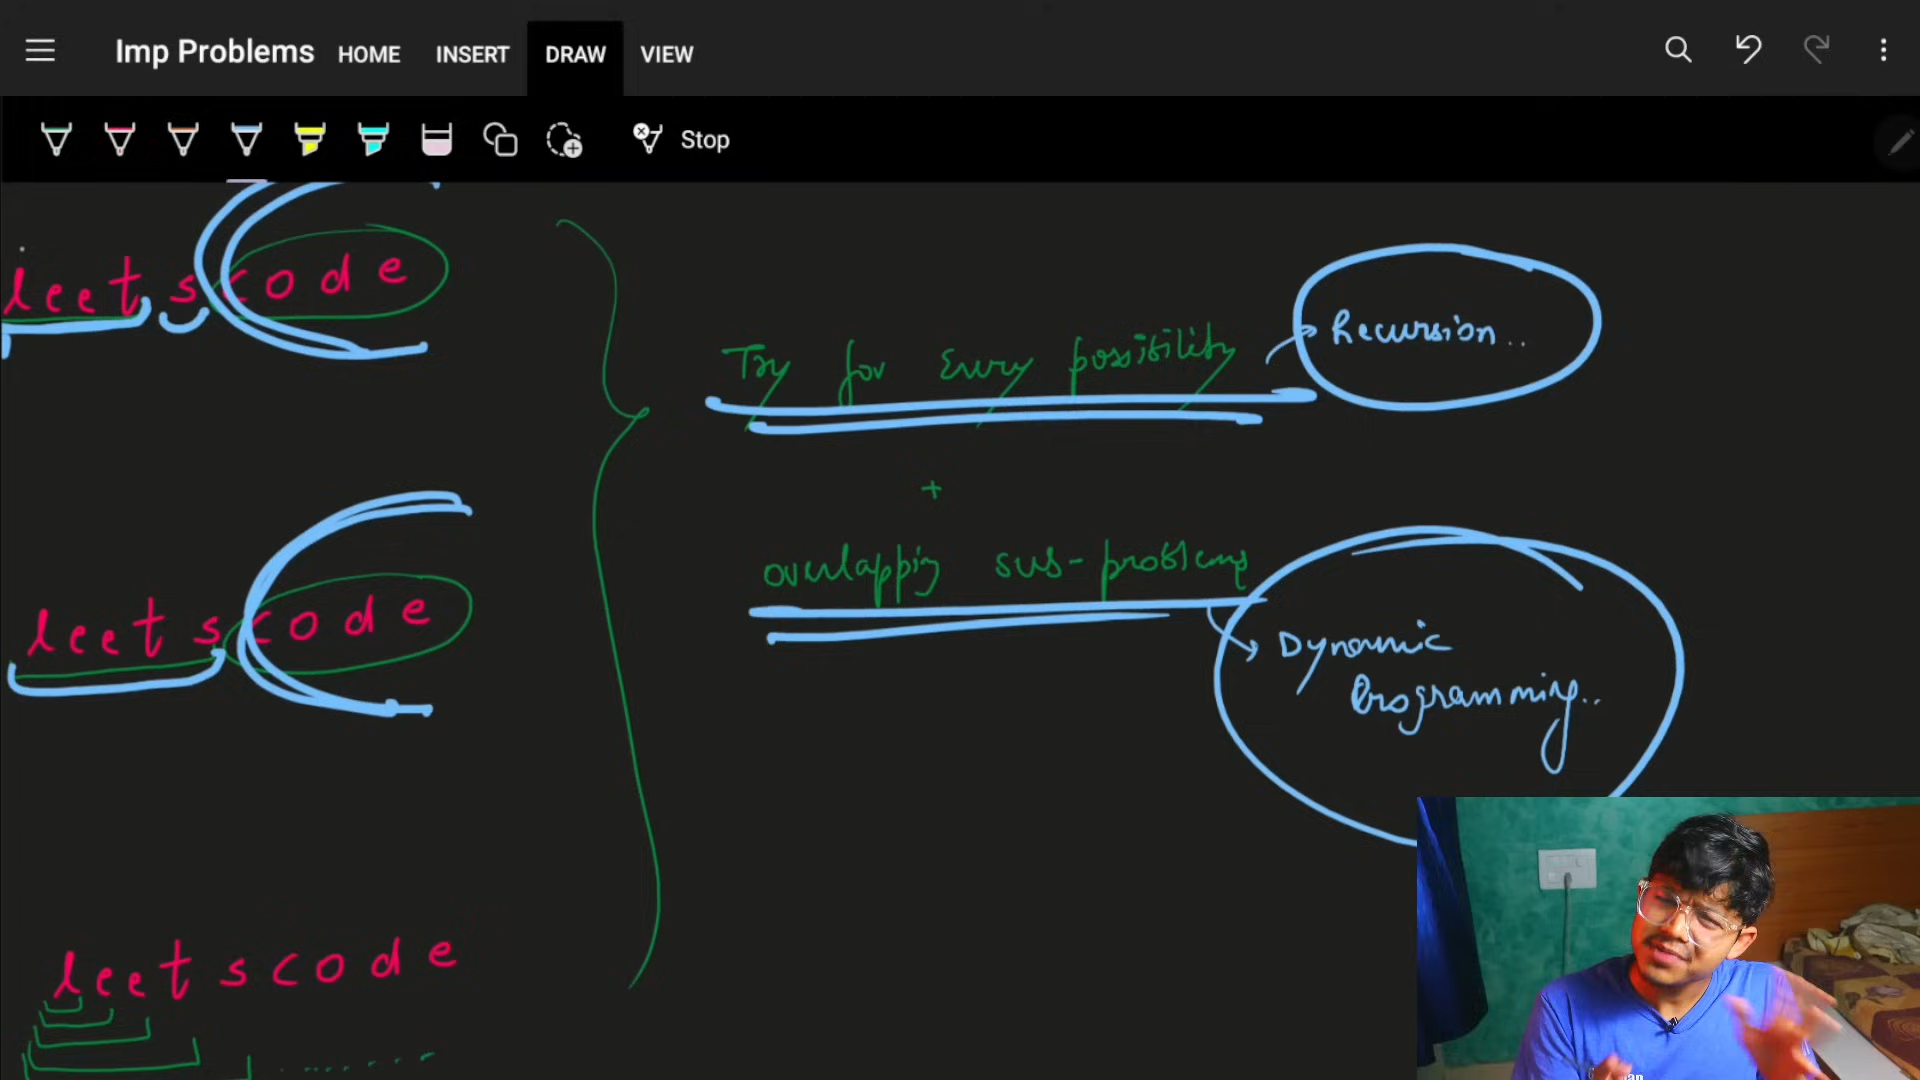 Imp Problems HOME INSERT DRAW VIEW
Stop
leetscode
Try for Every possibility
Recursion..
+
overlapping sub-problems
leetscode
Dynamic
Programming..
leetscode